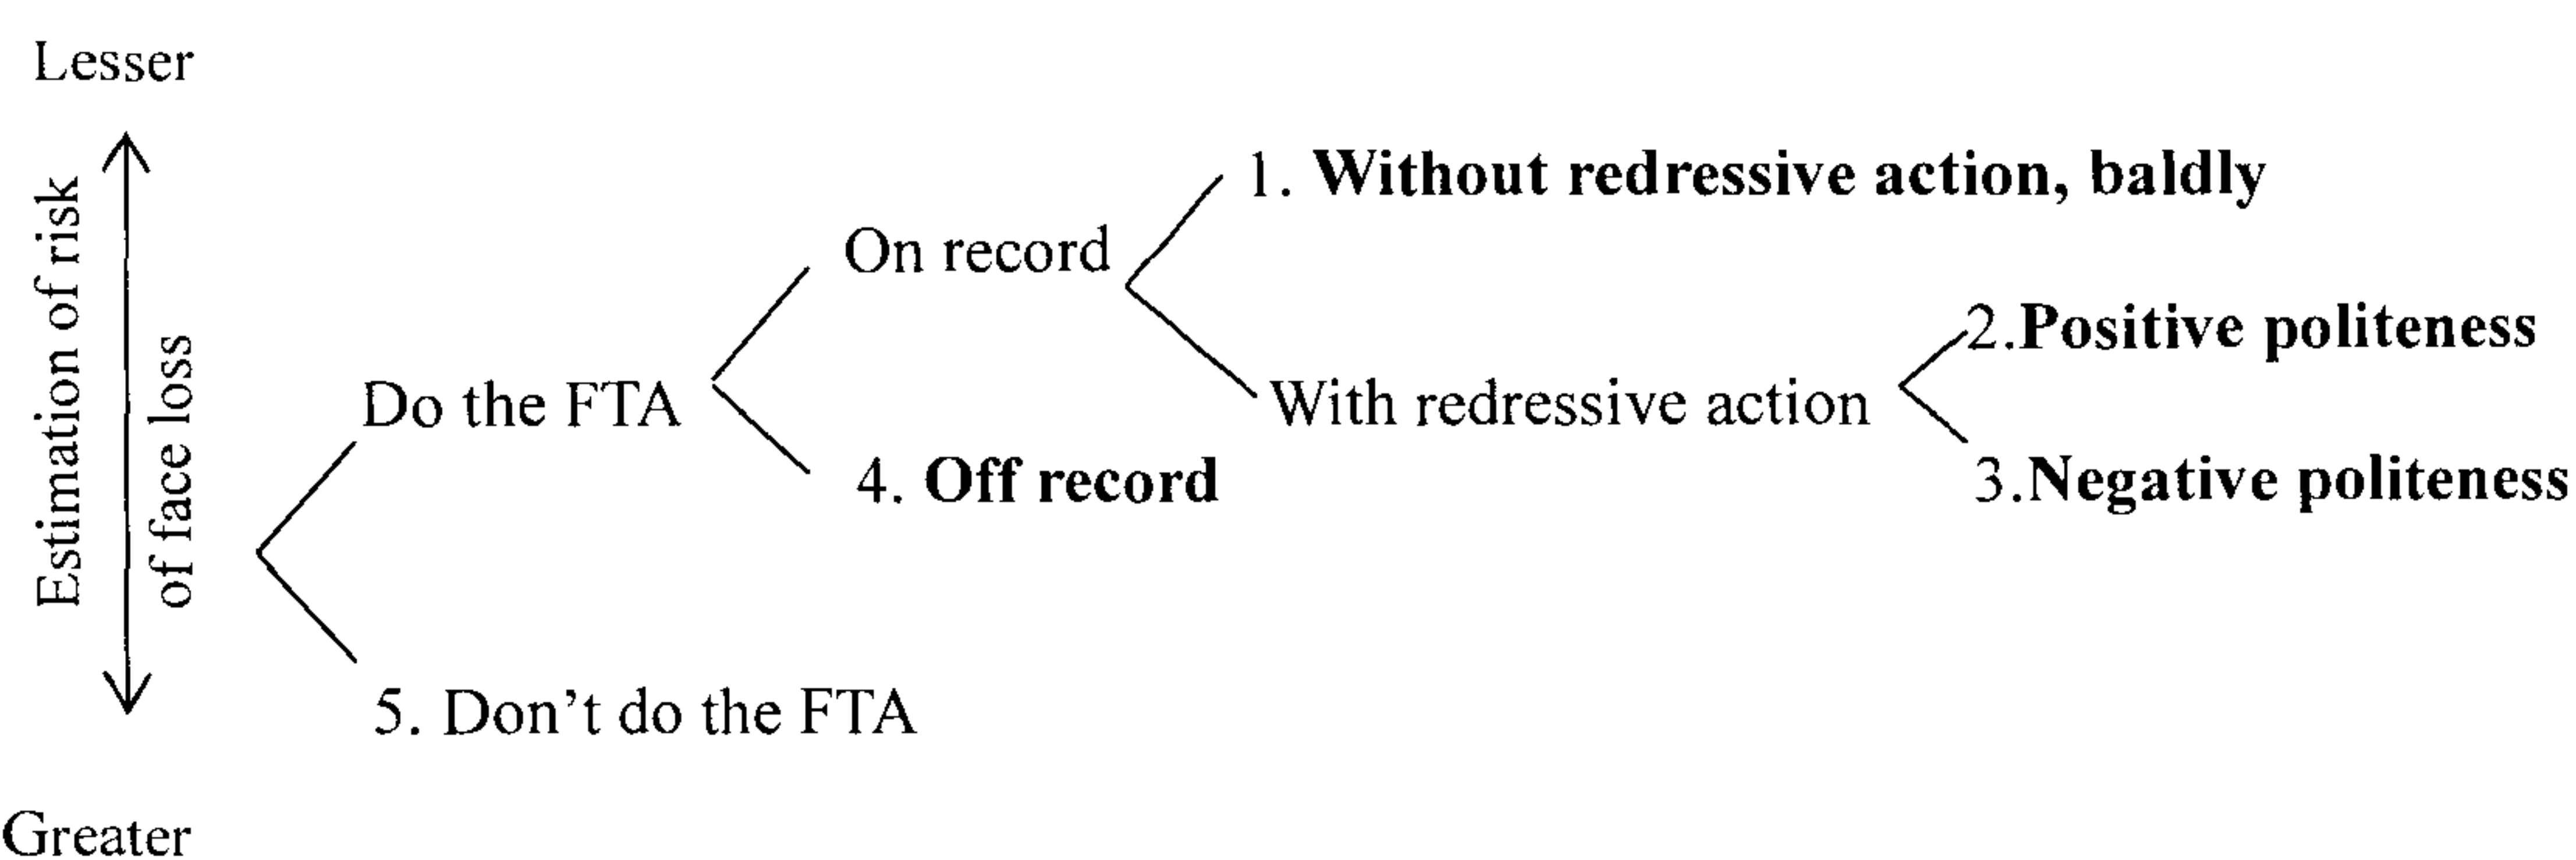 Lesser
Estimation of risk
of face loss
1. Without redressive action, baldly
On record
2.Positive politeness
Do the FTA
With redressive action
4. Off record
3.Negative politeness
5. Don't do the FTA
Greater